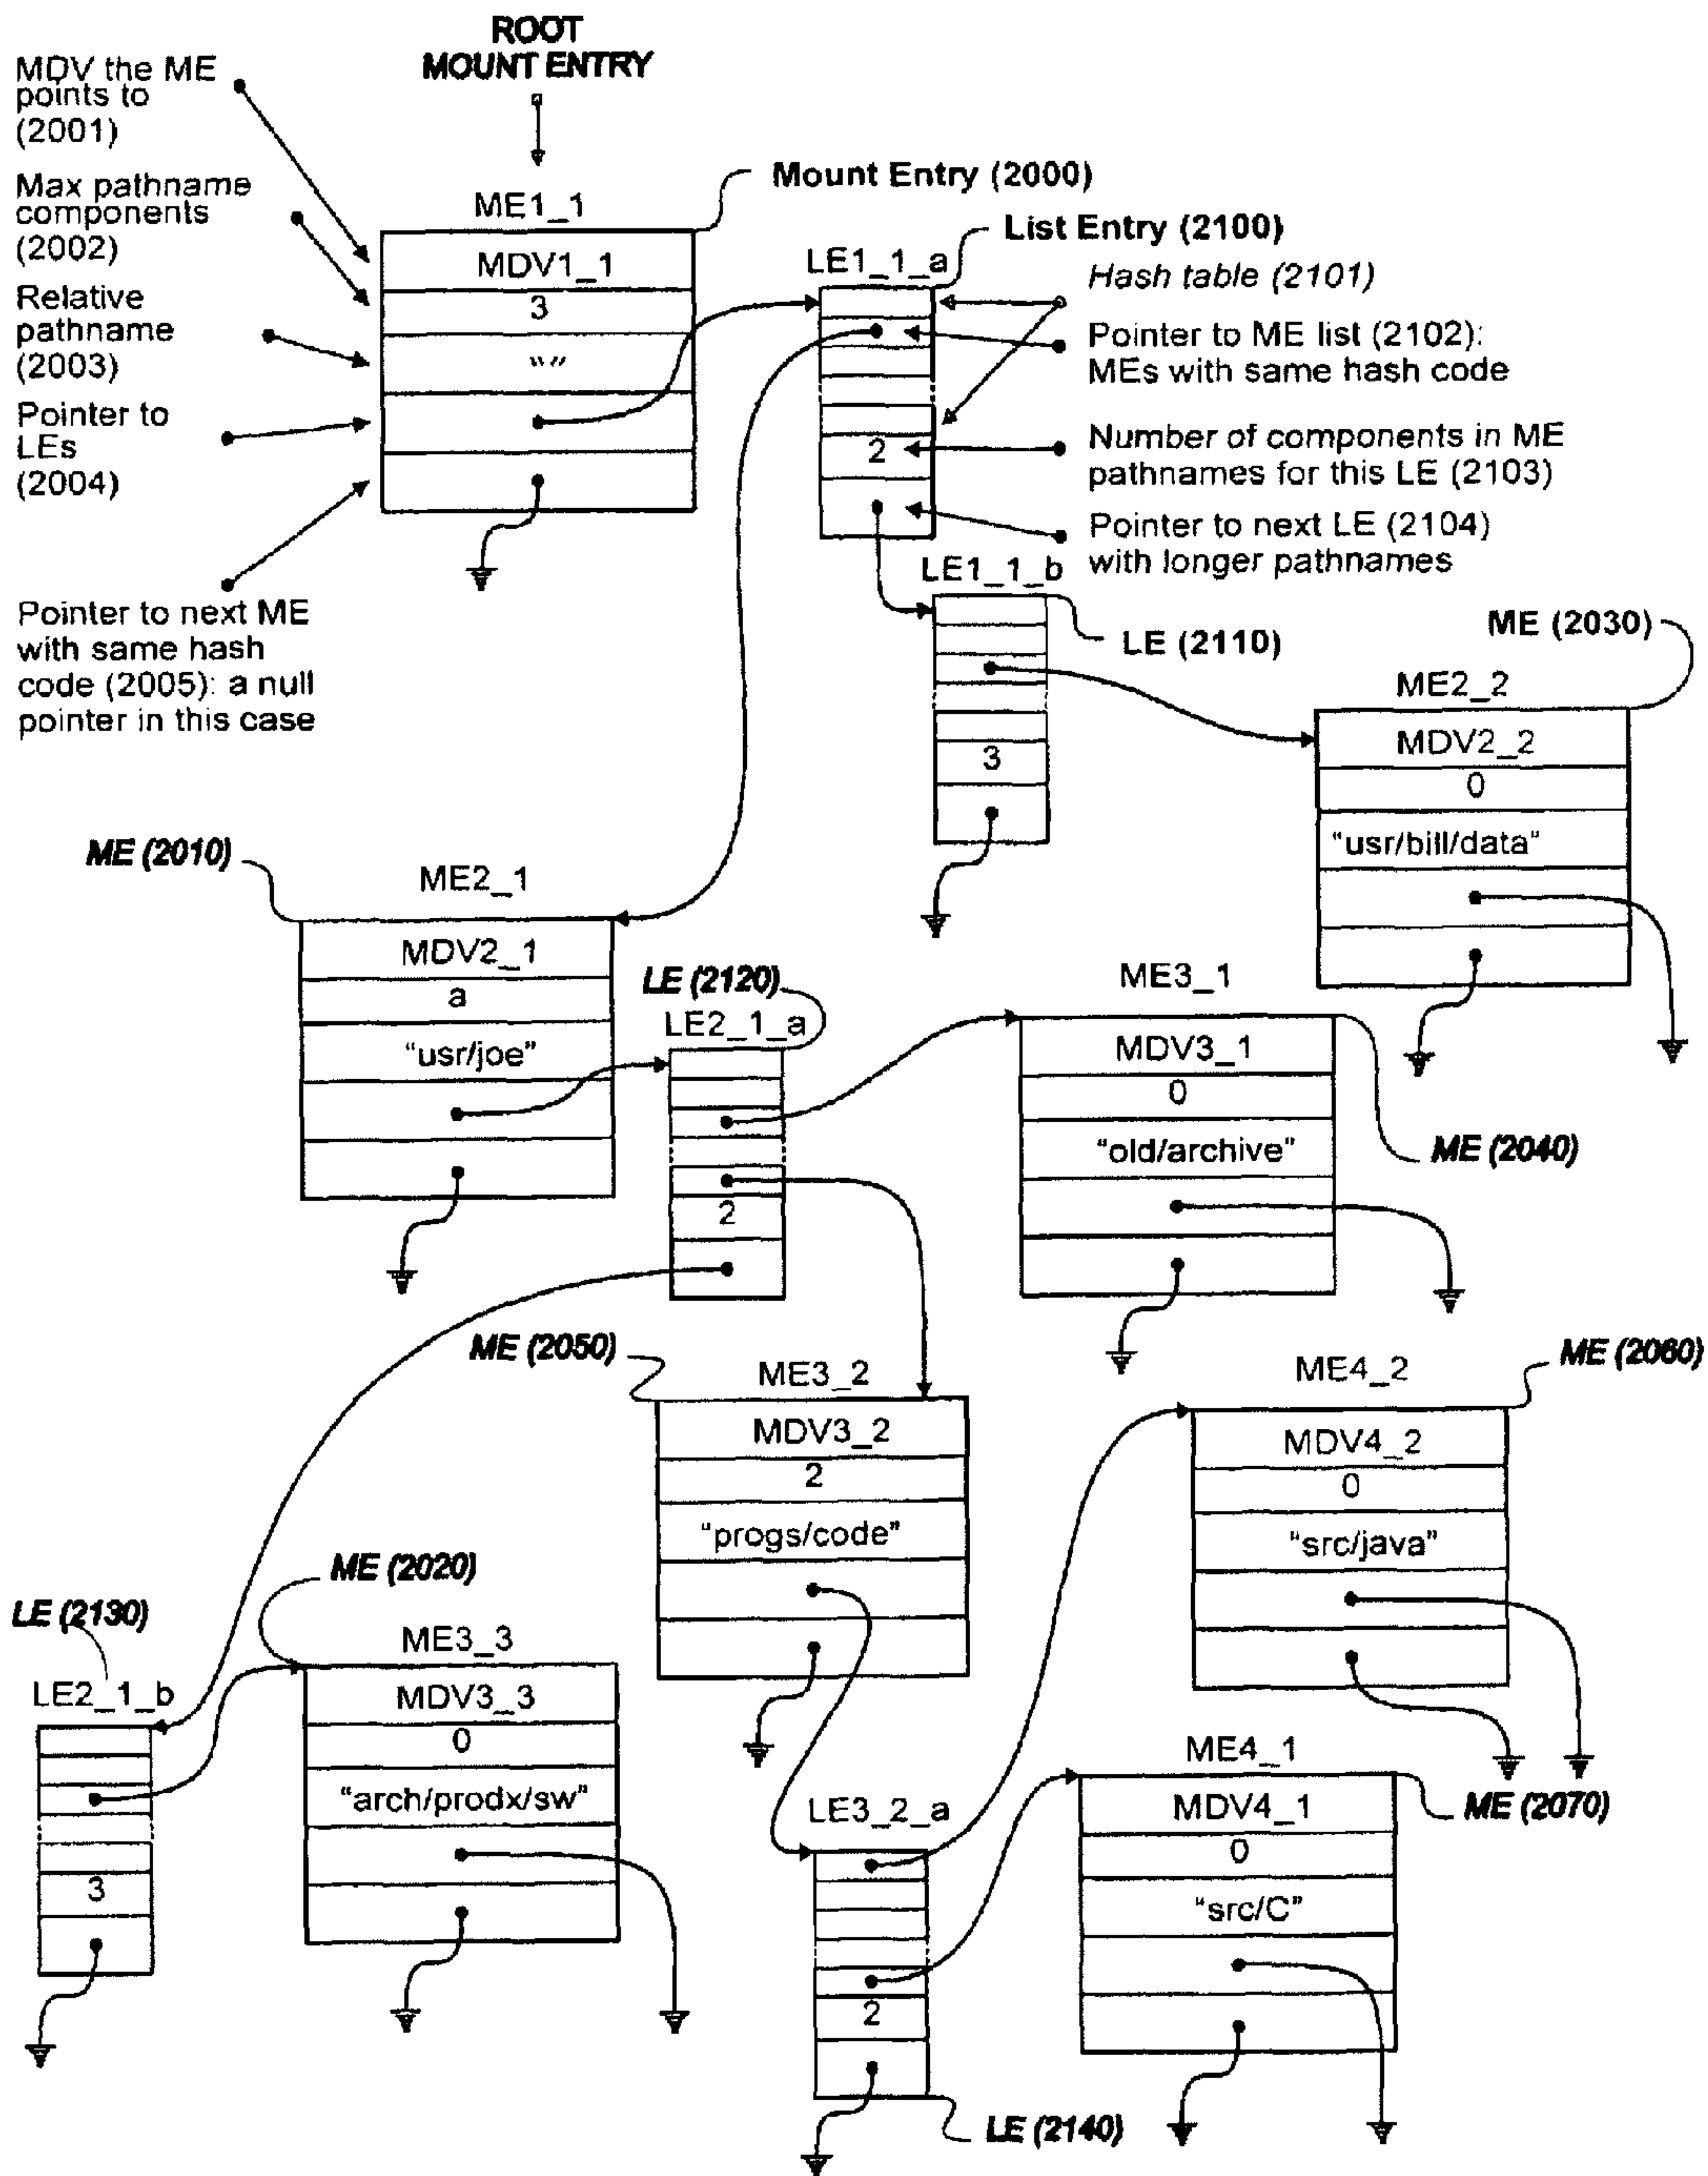 ROOT
MOUNT ENTRY
MDV the ME
points to
(2001)
Max pathname
components
(2002)
Relative
pathname
(2003)
Pointer to
LEs
(2004)
Pointer to next ME
with same hash
code (2005): a null
pointer in this case
ME1_1
Mount Entry (2000)
MDV1_1
3
“”
LE1_1_a
List Entry (2100)
Hash table (2101)
Pointer to ME list (2102):
MEs with same hash code
2
Number of components in ME
pathnames for this LE (2103)
Pointer to next LE (2104)
with longer pathnames
LE1_1_b
LE (2110)
3
ME (2030)
ME2_2
MDV2_2
0
“usr/bill/data”
ME (2010)
ME2_1
MDV2_1
a
“usr/joe”
LE (2120)
LE2_1_a
2
ME3_1
MDV3_1
0
“old/archive”
ME (2040)
ME (2050)
ME3_2
MDV3_2
2
“progs/code”
ME (2060)
ME4_2
MDV4_2
0
“src/java”
ME (2020)
LE (2130)
LE2_1_b
3
ME3_3
MDV3_3
0
“arch/prodx/sw”
LE3_2_a
2
LE (2140)
ME4_1
MDV4_1
0
“src/C”
ME (2070)